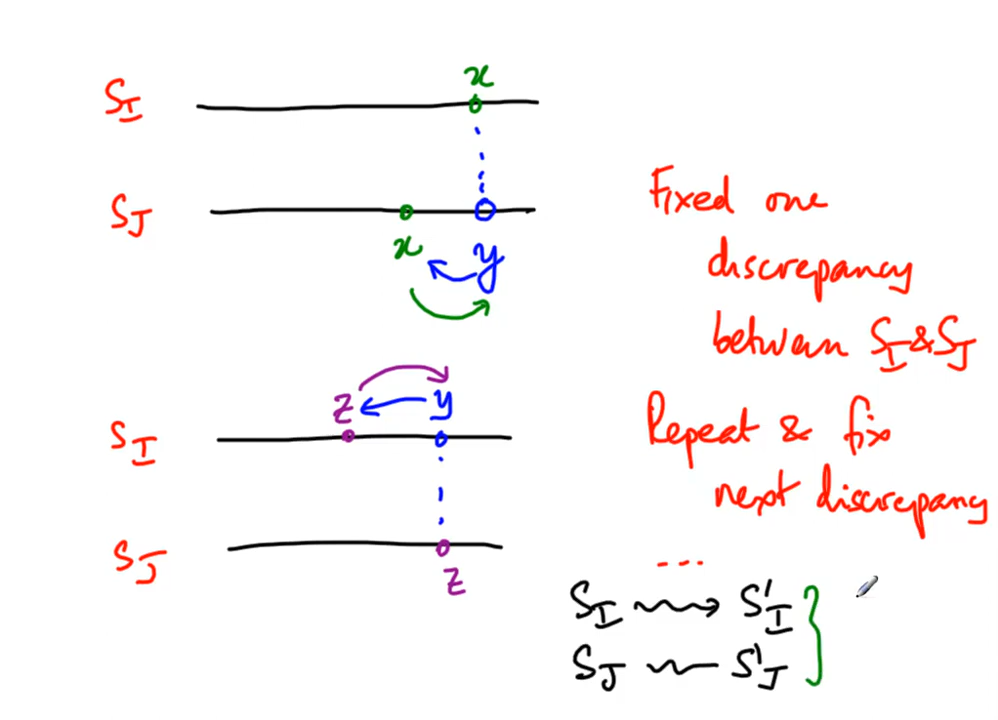 x
S_I
S_J
x y
Fixed one
discrepancy
between S_I & S_J
z y
S_I
Repeat & fix
next discrepancy
S_J
z
...
S_I ⇝ S'_I }
S_J ~ S'_J